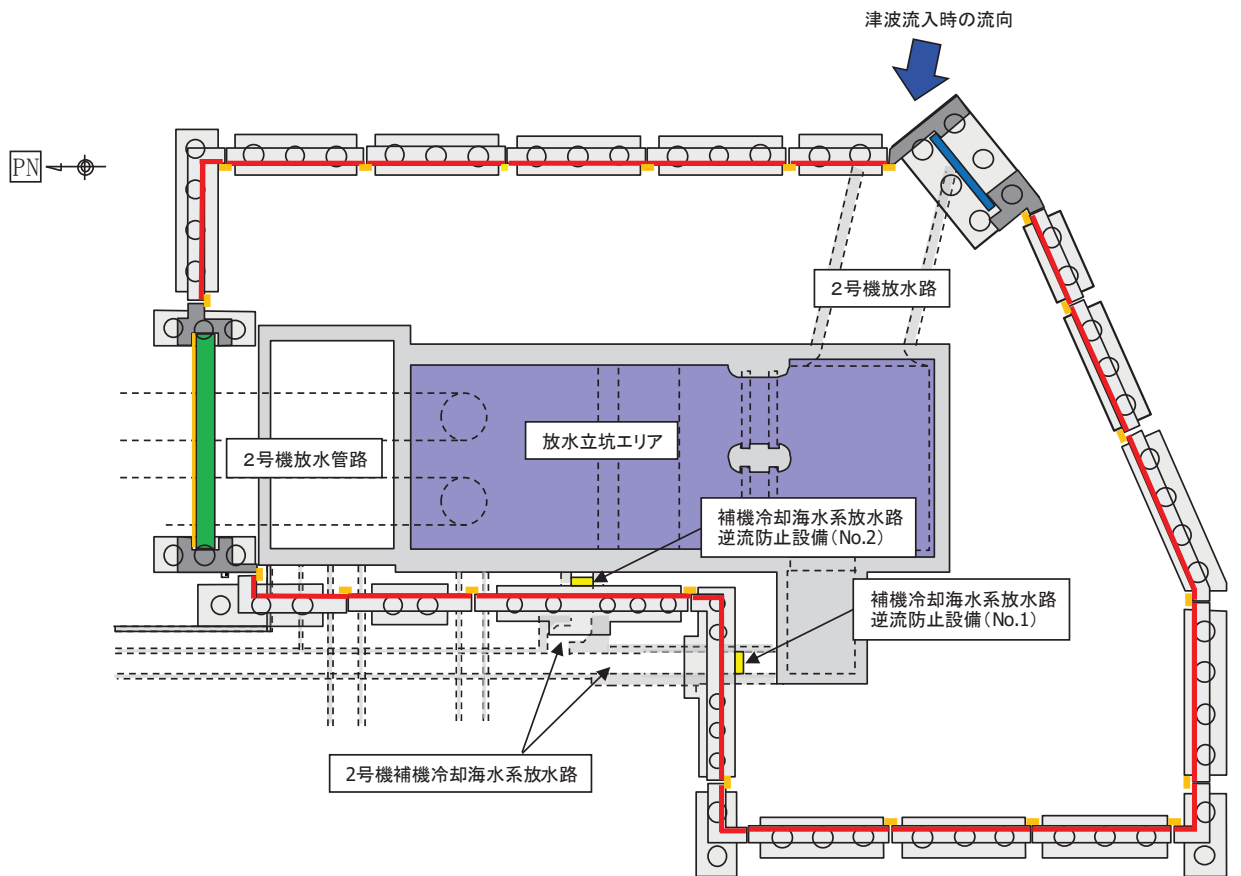 津波流入時の流向
PN
2号機放水路
放水立坑エリア
2号機放水管路
補機冷却海水系放水路
逆流防止設備(No.2)
補機冷却海水系放水路
逆流防止設備(No.1)
2号機補機冷却海水系放水路